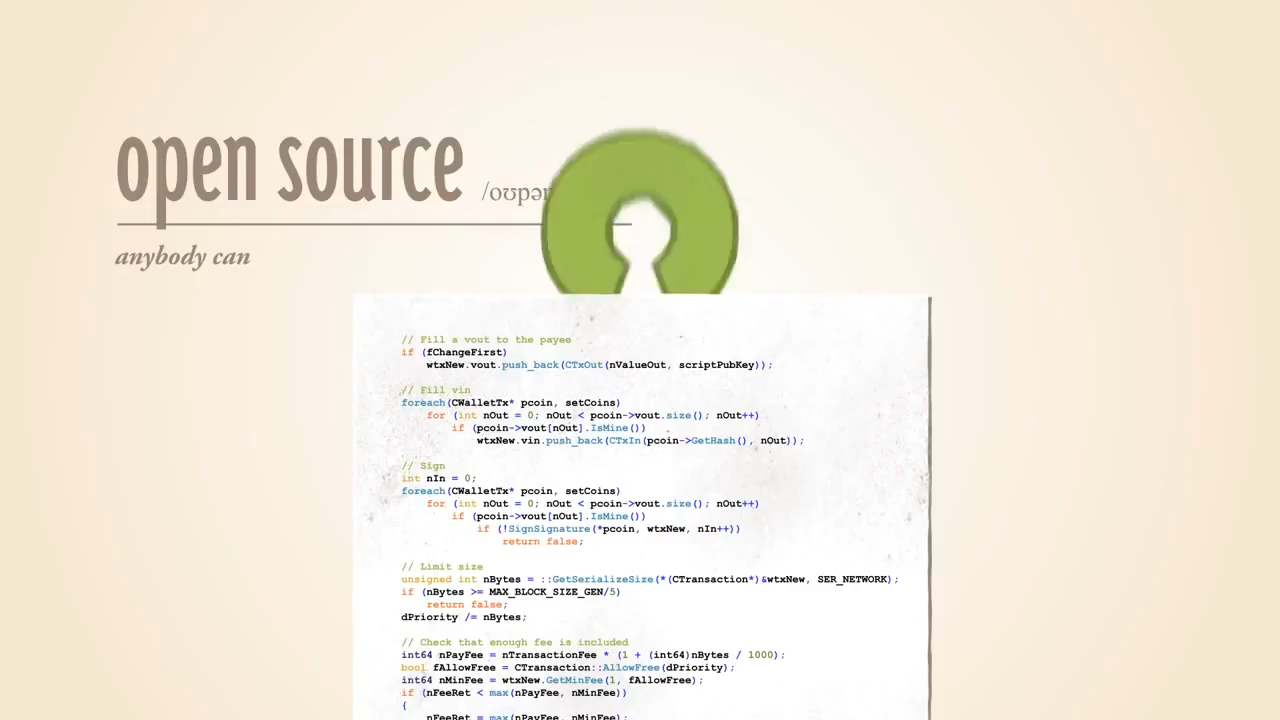 open source /oʊpən
anybody can
// Fill a vout to the payee
if (fChangeFirst)
wtxNew.vout.push_back(CTxOut(nValueOut, scriptPubKey));
// Fill vin
foreach(CWalletTx* pcoin, setCoins)
for (int nOut = 0; nOut < pcoin->vout.size(); nOut++)
if (pcoin->vout[nOut].IsMine())
wtxNew.vin.push_back(CTxIn(pcoin->GetHash(), nOut));
// Sign
int nIn = 0;
foreach(CWalletTx* pcoin, setCoins)
for (int nOut = 0; nOut < pcoin->vout.size(); nOut++)
if (pcoin->vout[nOut].IsMine())
if (!SignSignature(*pcoin, wtxNew, nIn++))
return false;
// Limit size
unsigned int nBytes = ::GetSerializeSize(*(CTransaction*)&wtxNew, SER_NETWORK);
if (nBytes >= MAX_BLOCK_SIZE_GEN/5)
return false;
dPriority /= nBytes;
// Check that enough fee is included
int64 nPayFee = nTransactionFee * (1 + (int64)nBytes / 1000);
bool fAllowFree = CTransaction::AllowFree(dPriority);
int64 nMinFee = wtxNew.GetMinFee(1, fAllowFree);
if (nFeeRet < max(nPayFee, nMinFee))
{
nFeeRet = max(nPayFee, nMinFee);